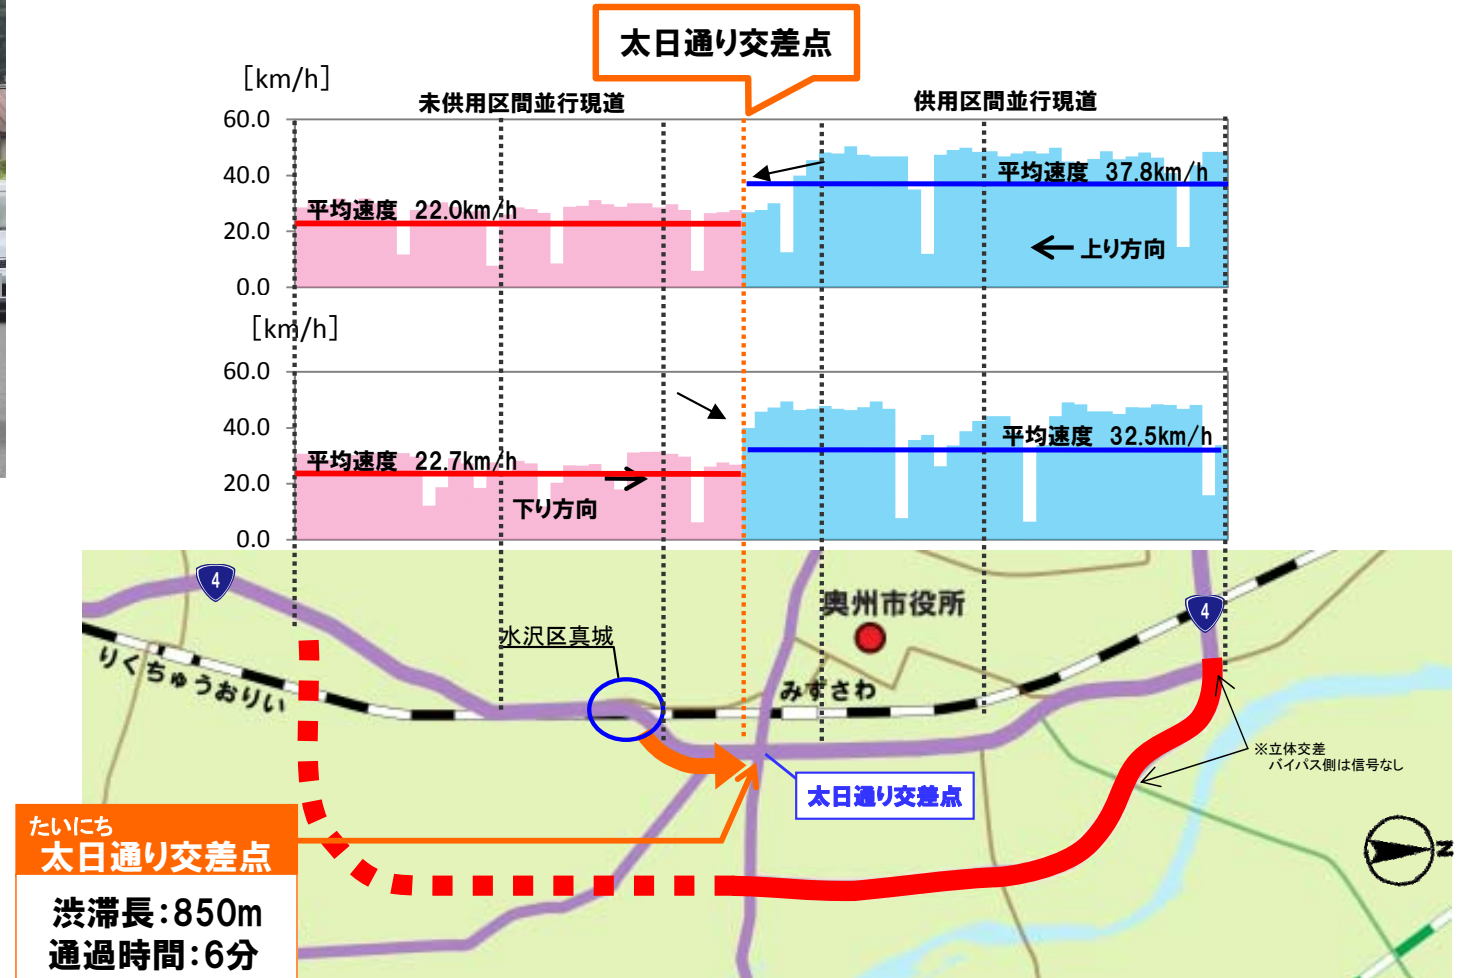 太日通り交差点
[km/h]
未供用区間並行現道
供用区間並行現道
60.0
40.0
20.0
0.0
平均速度 22.0km/h
平均速度 37.8km/h
← 上り方向
[km/h]
60.0
40.0
20.0
0.0
平均速度 22.7km/h
平均速度 32.5km/h
下り方向
4
奥州市役所
4
水沢区真城
りくちゅうおりい
みずさわ
※立体交差
バイパス側は信号なし
太日通り交差点
N
たいにち
太日通り交差点
渋滞長：850m
通過時間：6分